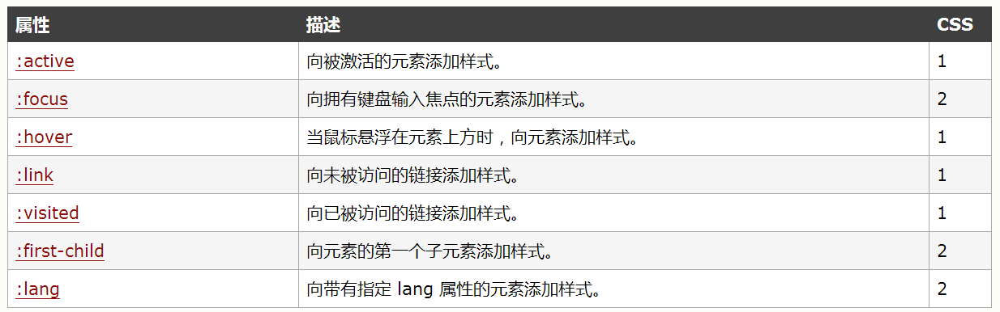 属性 描述 CSS
:active 向被激活的元素添加样式。 1
:focus 向拥有键盘输入焦点的元素添加样式。 2
:hover 当鼠标悬浮在元素上方时，向元素添加样式。 1
:link 向未被访问的链接添加样式。 1
:visited 向已被访问的链接添加样式。 1
:first-child 向元素的第一个子元素添加样式。 2
:lang 向带有指定 lang 属性的元素添加样式。 2